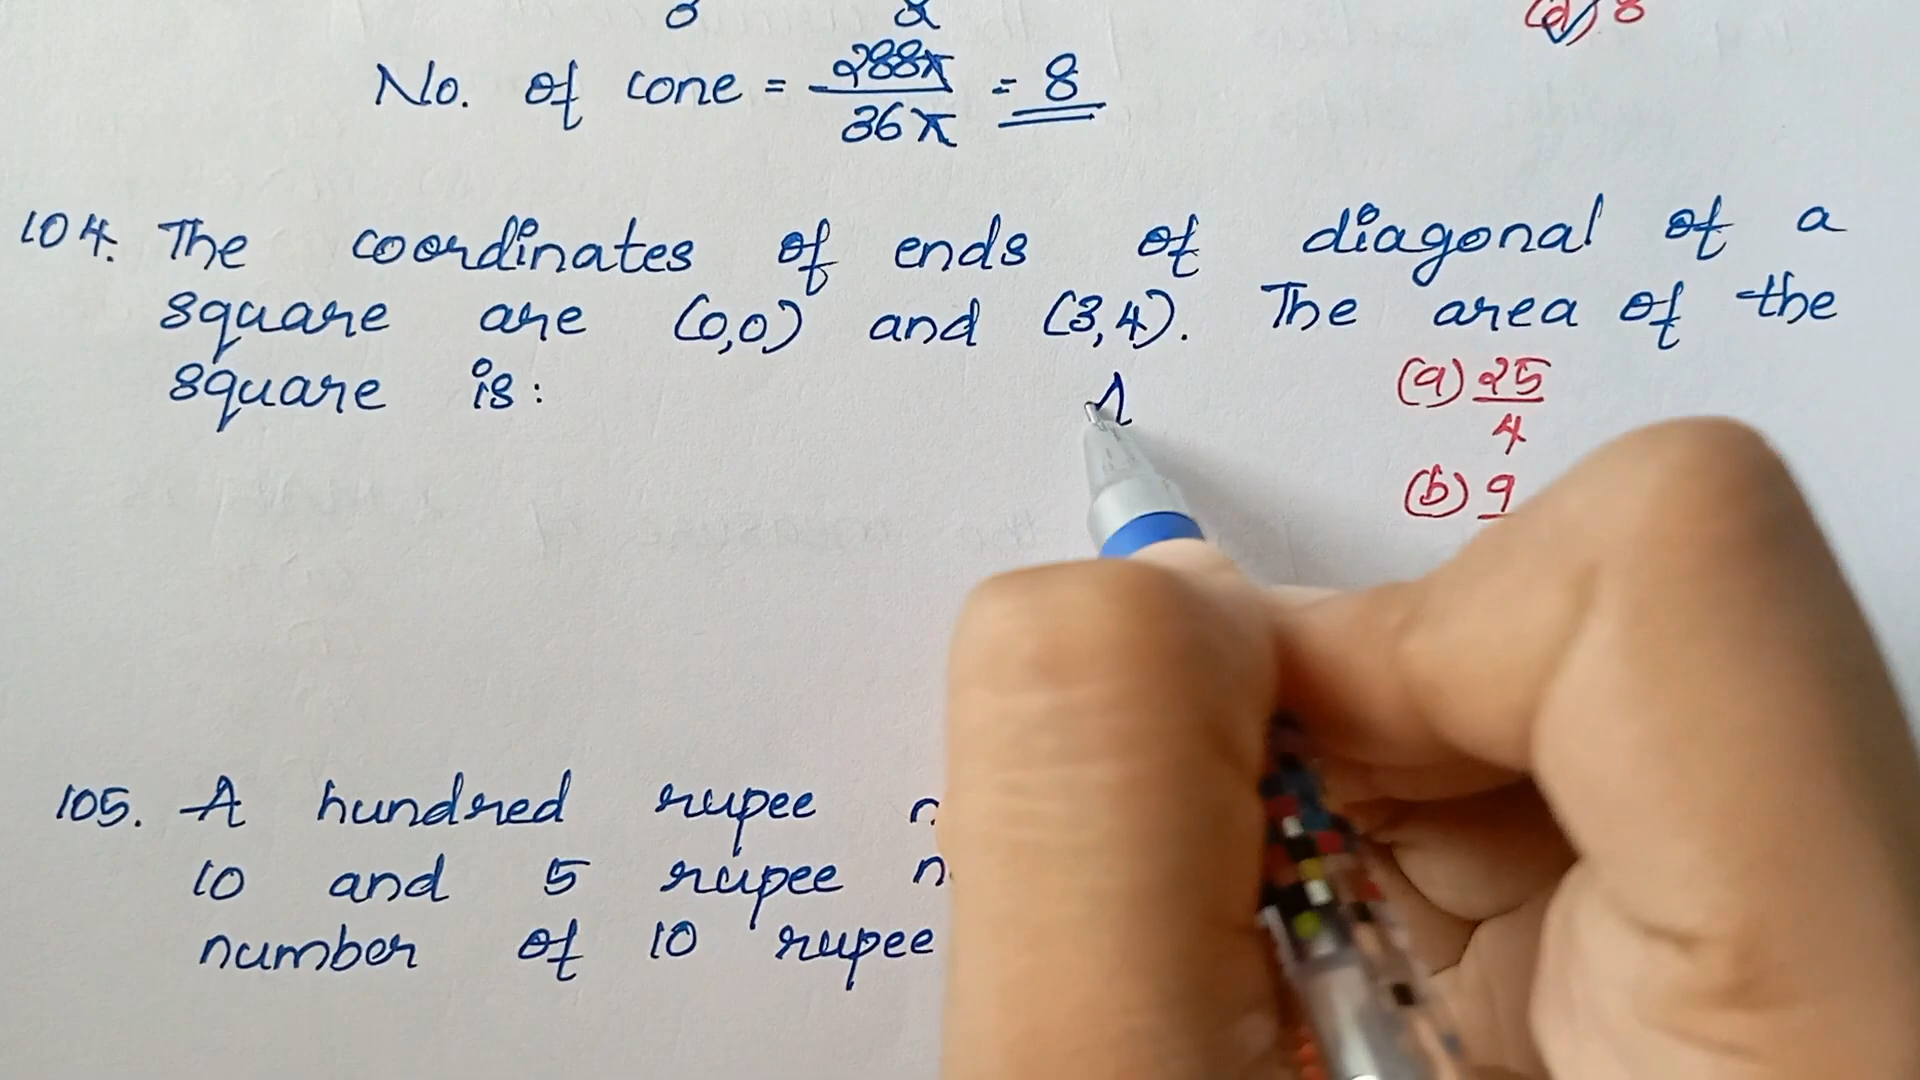 (d) 8
No. of cone = 288π/36π = 8
104. The coordinates of ends of diagonal of a
square are (0,0) and (3,4). The area of the
square is:
(a) 25/4
(b) 9
105. A hundred rupee
10 and 5 rupee
number of 10 rupee